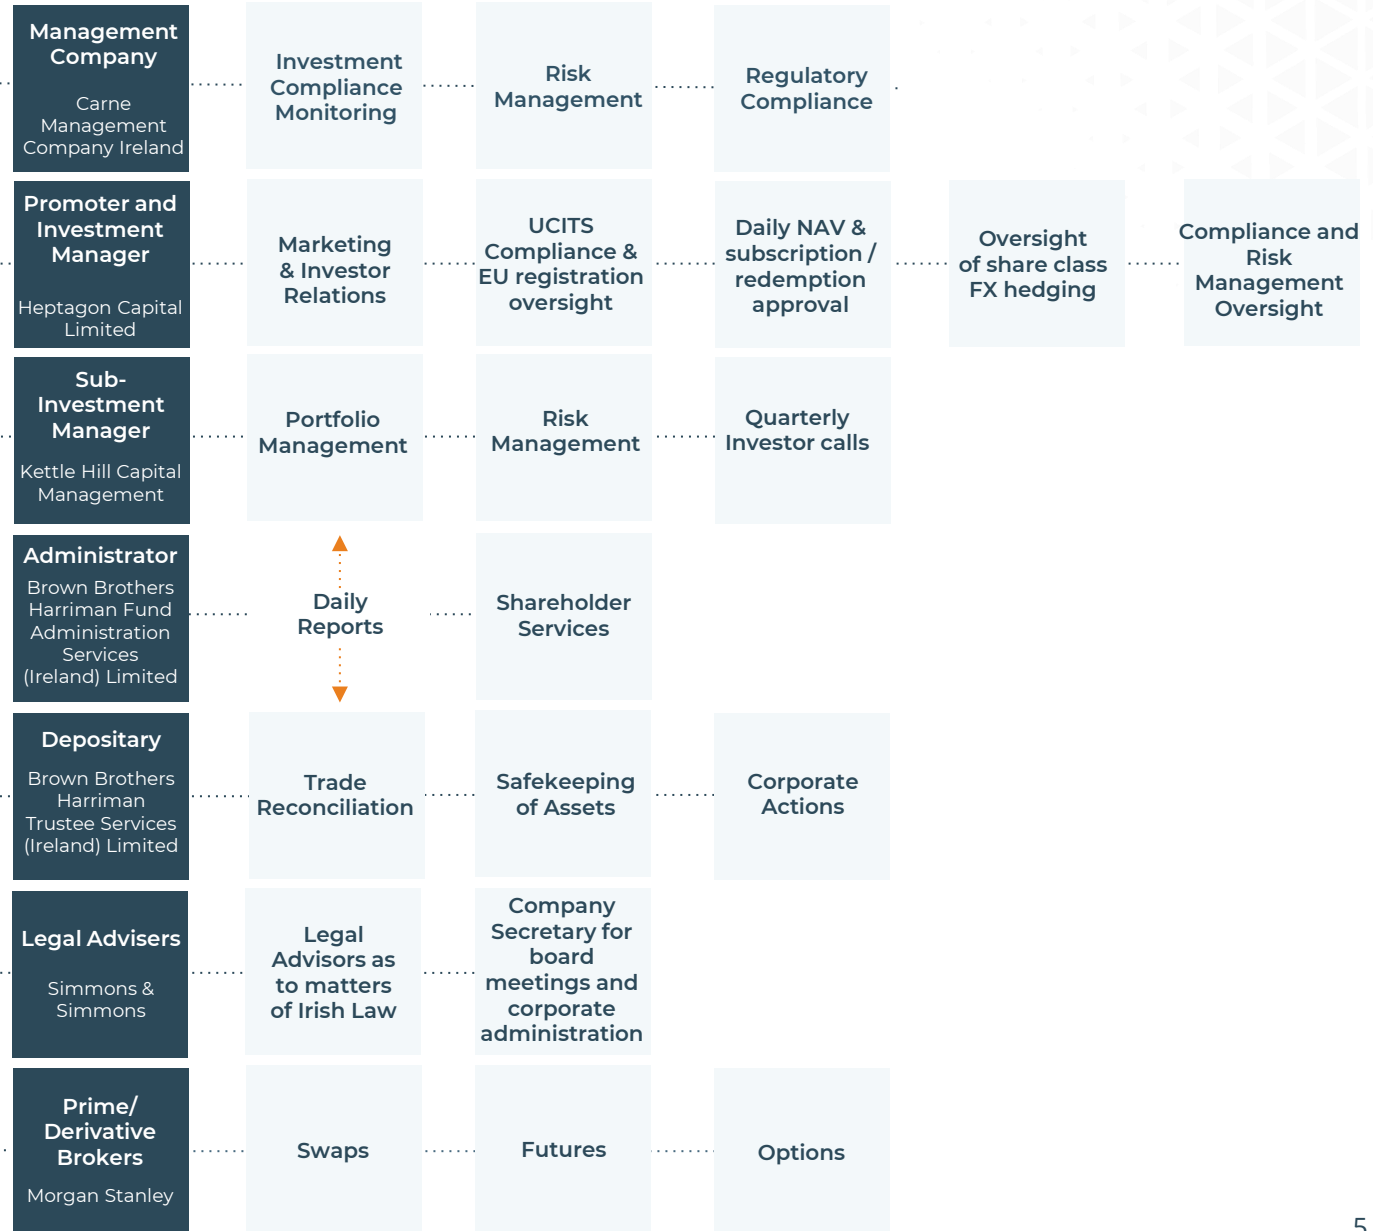 Management
Company
Carne
Management
Company Ireland
Investment
Compliance
Monitoring
Risk
Management
Regulatory
Compliance
Promoter and
Investment
Manager
Heptagon Capital
Limited
Marketing
& Investor
Relations
UCITS
Compliance &
EU registration
oversight
Daily NAV &
subscription /
redemption
approval
Oversight
of share class
FX hedging
Compliance and
Risk
Management
Oversight
Sub-
Investment
Manager
Kettle Hill Capital
Management
Portfolio
Management
Risk
Management
Quarterly
Investor calls
Administrator
Brown Brothers
Harriman Fund
Administration
Services
(Ireland) Limited
Daily
Reports
Shareholder
Services
Depositary
Brown Brothers
Harriman
Trustee Services
(Ireland) Limited
Trade
Reconciliation
Safekeeping
of Assets
Corporate
Actions
Legal Advisers
Simmons &
Simmons
Legal
Advisors as
to matters
of Irish Law
Company
Secretary for
board
meetings and
corporate
administration
Prime/
Derivative
Brokers
Morgan Stanley
Swaps
Futures
Options
5